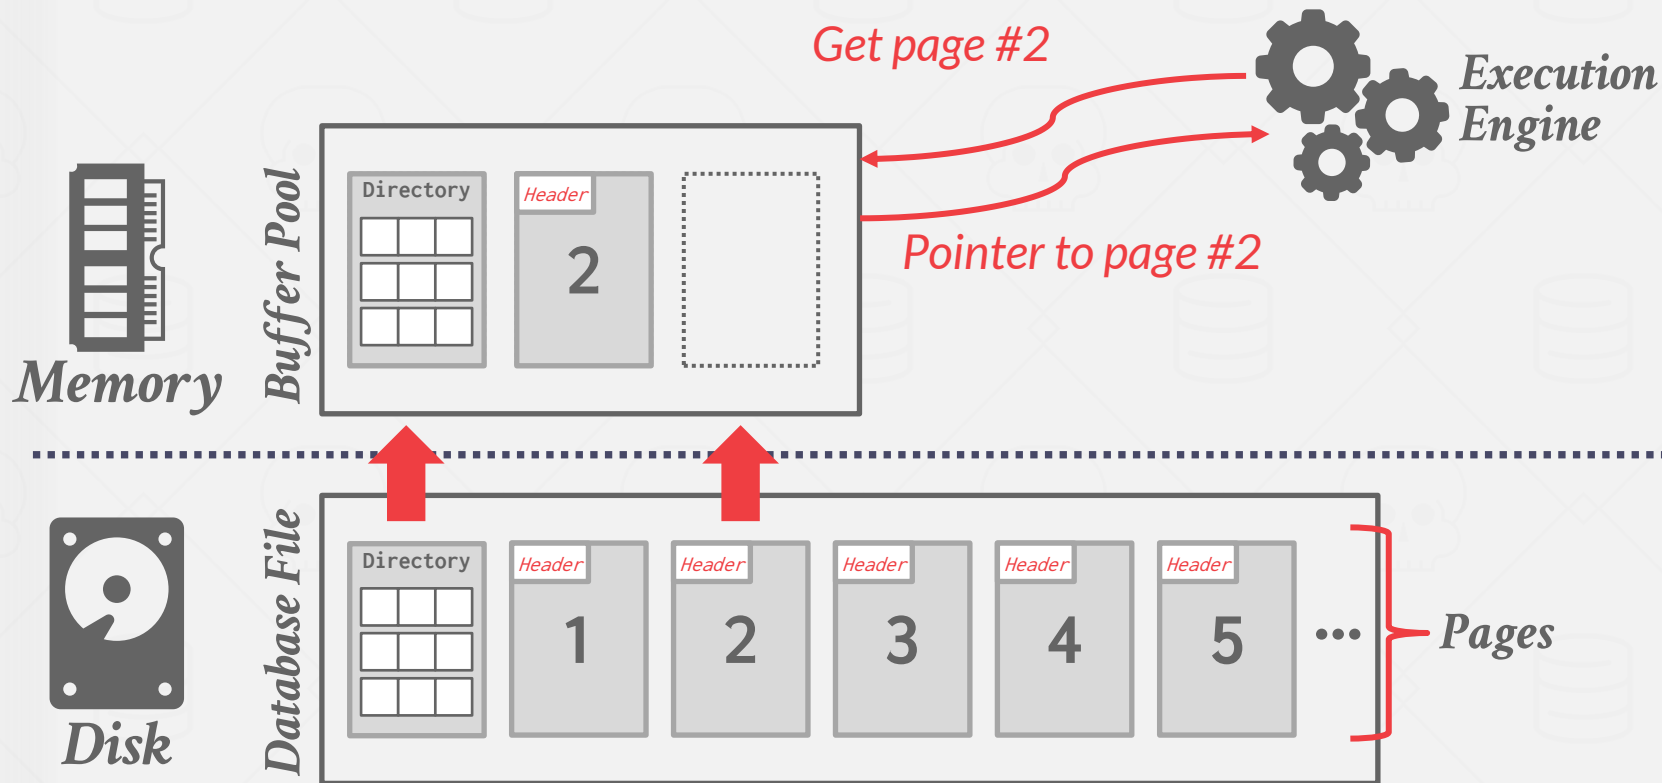 Get page #2
Execution
Engine
Buffer Pool
Directory
Header
2
Pointer to page #2
Memory
Database File
Directory
Header
1
Header
2
Header
3
Header
4
Header
5
...
Pages
Disk